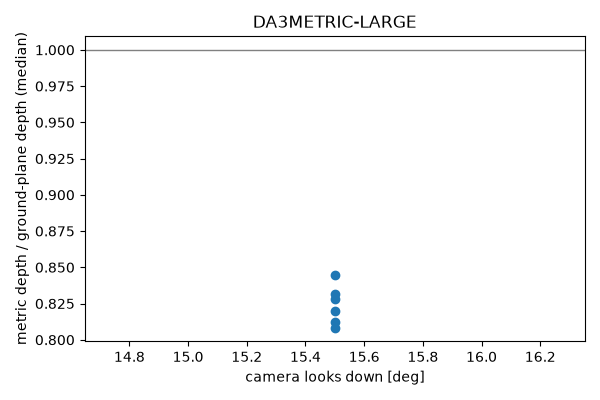 DA3METRIC-LARGE
metric depth / ground-plane depth (median)
1.000
0.975
0.950
0.925
0.900
0.875
0.850
0.825
0.800
14.8 15.0 15.2 15.4 15.6 15.8 16.0 16.2
camera looks down [deg]